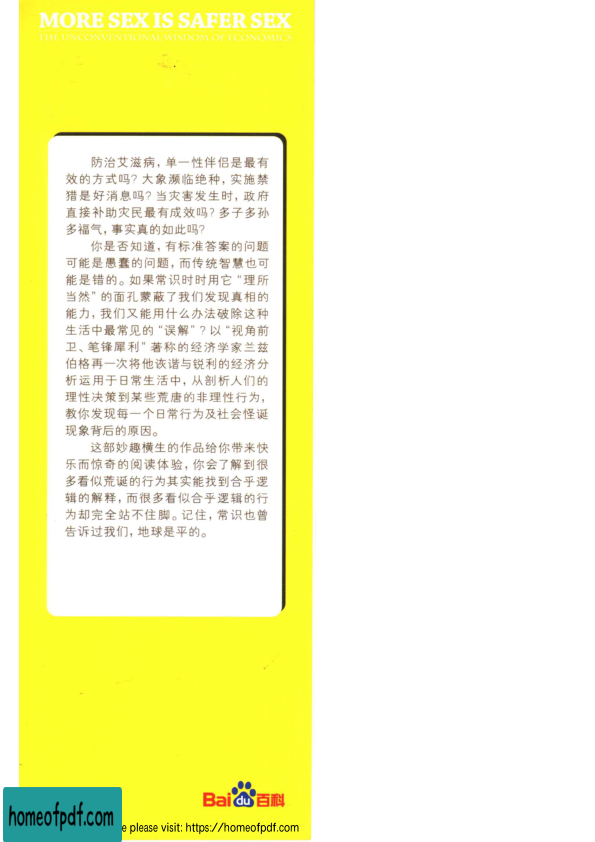 MORE SEX IS SAFER SEX
THE UNCONVENTIONAL WISDOM OF ECONOMICS
防治艾滋病，单一性伴侣是最有
效的方式吗？大象濒临绝种，实施禁
猎是好消息吗？当灾害发生时，政府
直接补助灾民最有成效吗？多子多孙
多福气，事实真的如此吗？
你是否知道，有标准答案的问题
可能是愚蠢的问题，而传统智慧也可
能是错的。如果常识时时用它“理所
当然”的面孔蒙蔽了我们发现真相的
能力，我们又能用什么办法破除这种
生活中最常见的“误解”？以“视角前
卫、笔锋犀利”著称的经济学家兰兹
伯格再一次将他诙谐与锐利的经济分
析运用于日常生活中，从剖析人们的
理性决策到某些荒唐的非理性行为，
教你发现每一个日常行为及社会怪诞
现象背后的原因。
这部妙趣横生的作品给你带来快
乐而惊奇的阅读体验，你会了解到很
多看似荒诞的行为其实能找到合乎逻
辑的解释，而很多看似合乎逻辑的行
为却完全站不住脚。记住，常识也曾
告诉过我们，地球是平的。
Bai du 百科
homeofpdf.com
e please visit: https://homeofpdf.com